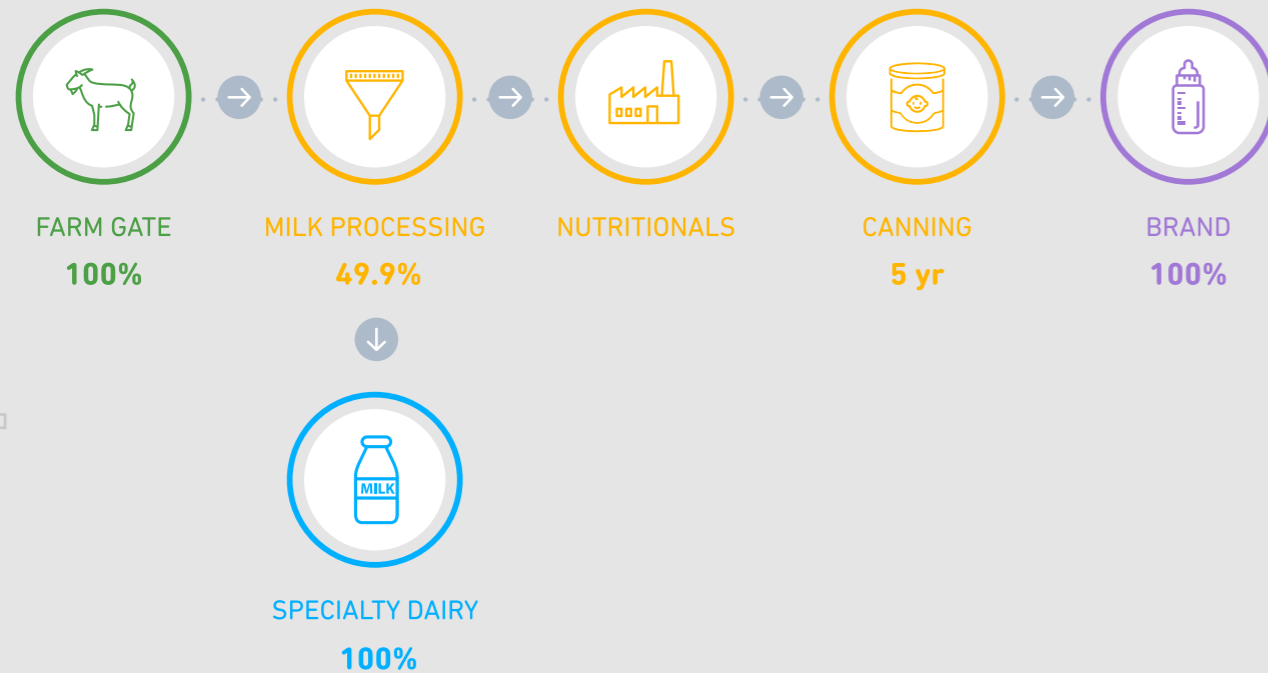 FARM GATE
100%
MILK PROCESSING
49.9%
NUTRITIONALS
CANNING
5 yr
BRAND
100%
MILK
SPECIALTY DAIRY
100%